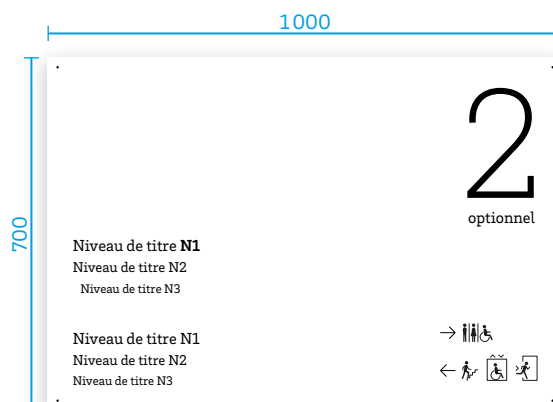 1000
700
2
optionnel
Niveau de titre N1
Niveau de titre N2
Niveau de titre N3
Niveau de titre N1
Niveau de titre N2
Niveau de titre N3